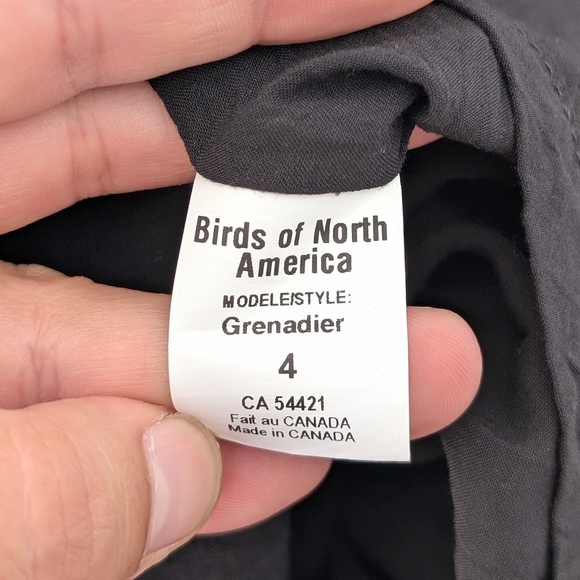 Birds of North
America
MODELE/STYLE:
Grenadier
4
CA 54421
Fait au CANADA
Made in CANADA